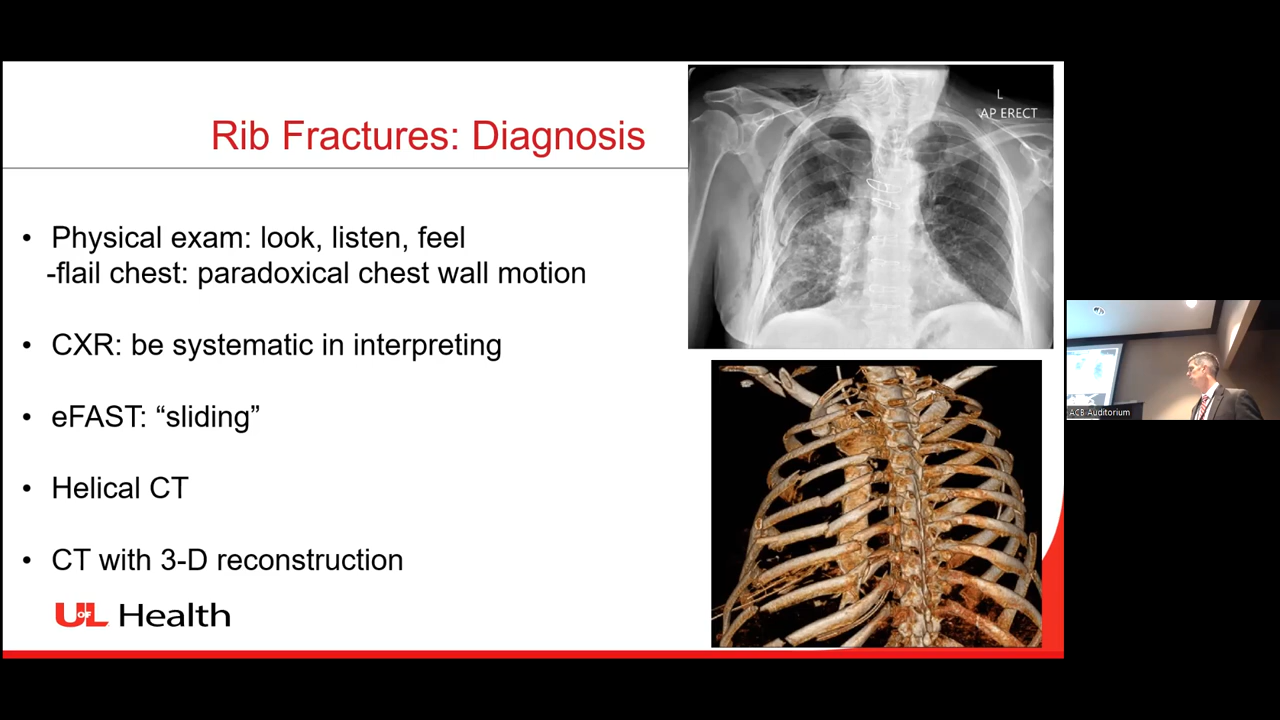 Rib Fractures: Diagnosis
• Physical exam: look, listen, feel
-flail chest: paradoxical chest wall motion
• CXR: be systematic in interpreting
• eFAST: “sliding”
• Helical CT
• CT with 3-D reconstruction
UOFL Health
L
AP ERECT
ACB-Auditorium